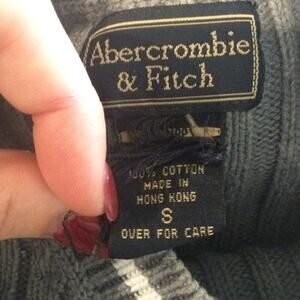 Abercrombie
& Fitch
100% COTTON
MADE IN
HONG KONG
S
OVER FOR CARE